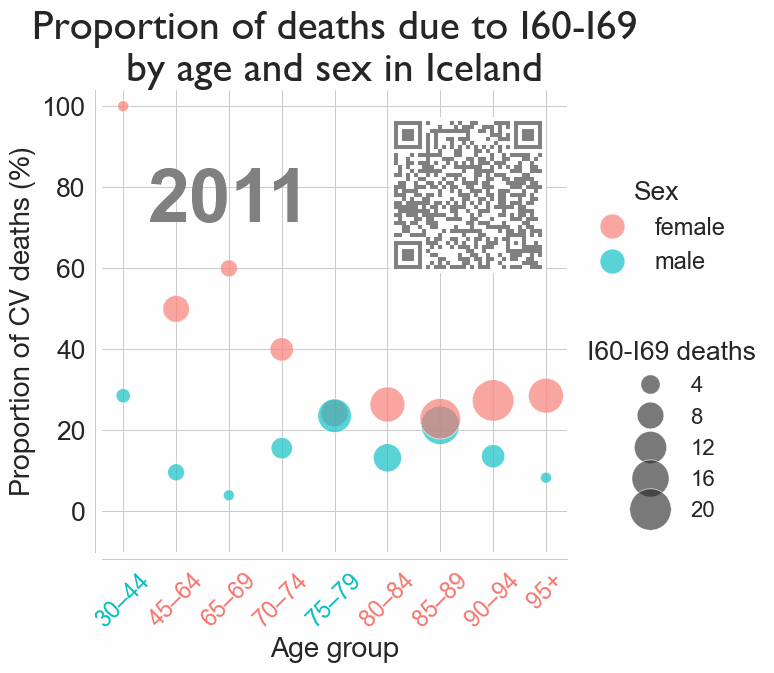 Proportion of deaths due to I60-I69
by age and sex in Iceland
Proportion of CV deaths (%)
100
80
60
40
20
0
2011
30–44
45–64
65–69
70–74
75–79
80–84
85–89
90–94
95+
Age group
Sex
female
male
I60-I69 deaths
4
8
12
16
20